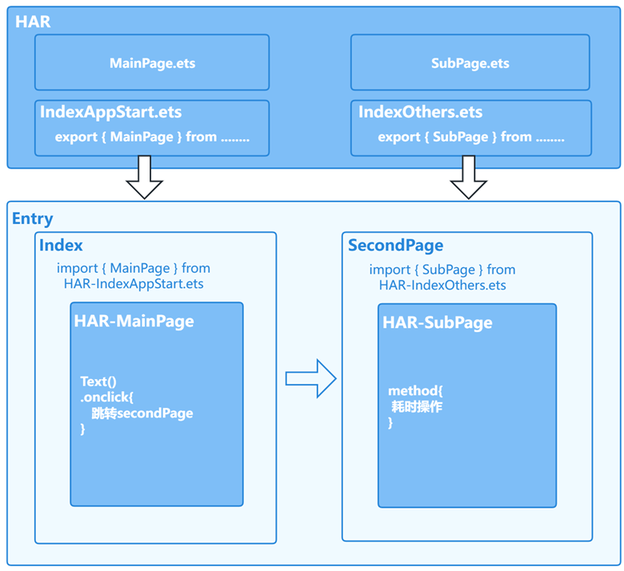 HAR
MainPage.ets
SubPage.ets
IndexAppStart.ets
export { MainPage } from ........
IndexOthers.ets
export { SubPage } from ........
Entry
Index
import { MainPage } from
HAR-IndexAppStart.ets
HAR-MainPage
Text()
.onclick{
跳转secondPage
}
SecondPage
import { SubPage } from
HAR-IndexOthers.ets
HAR-SubPage
method{
耗时操作
}